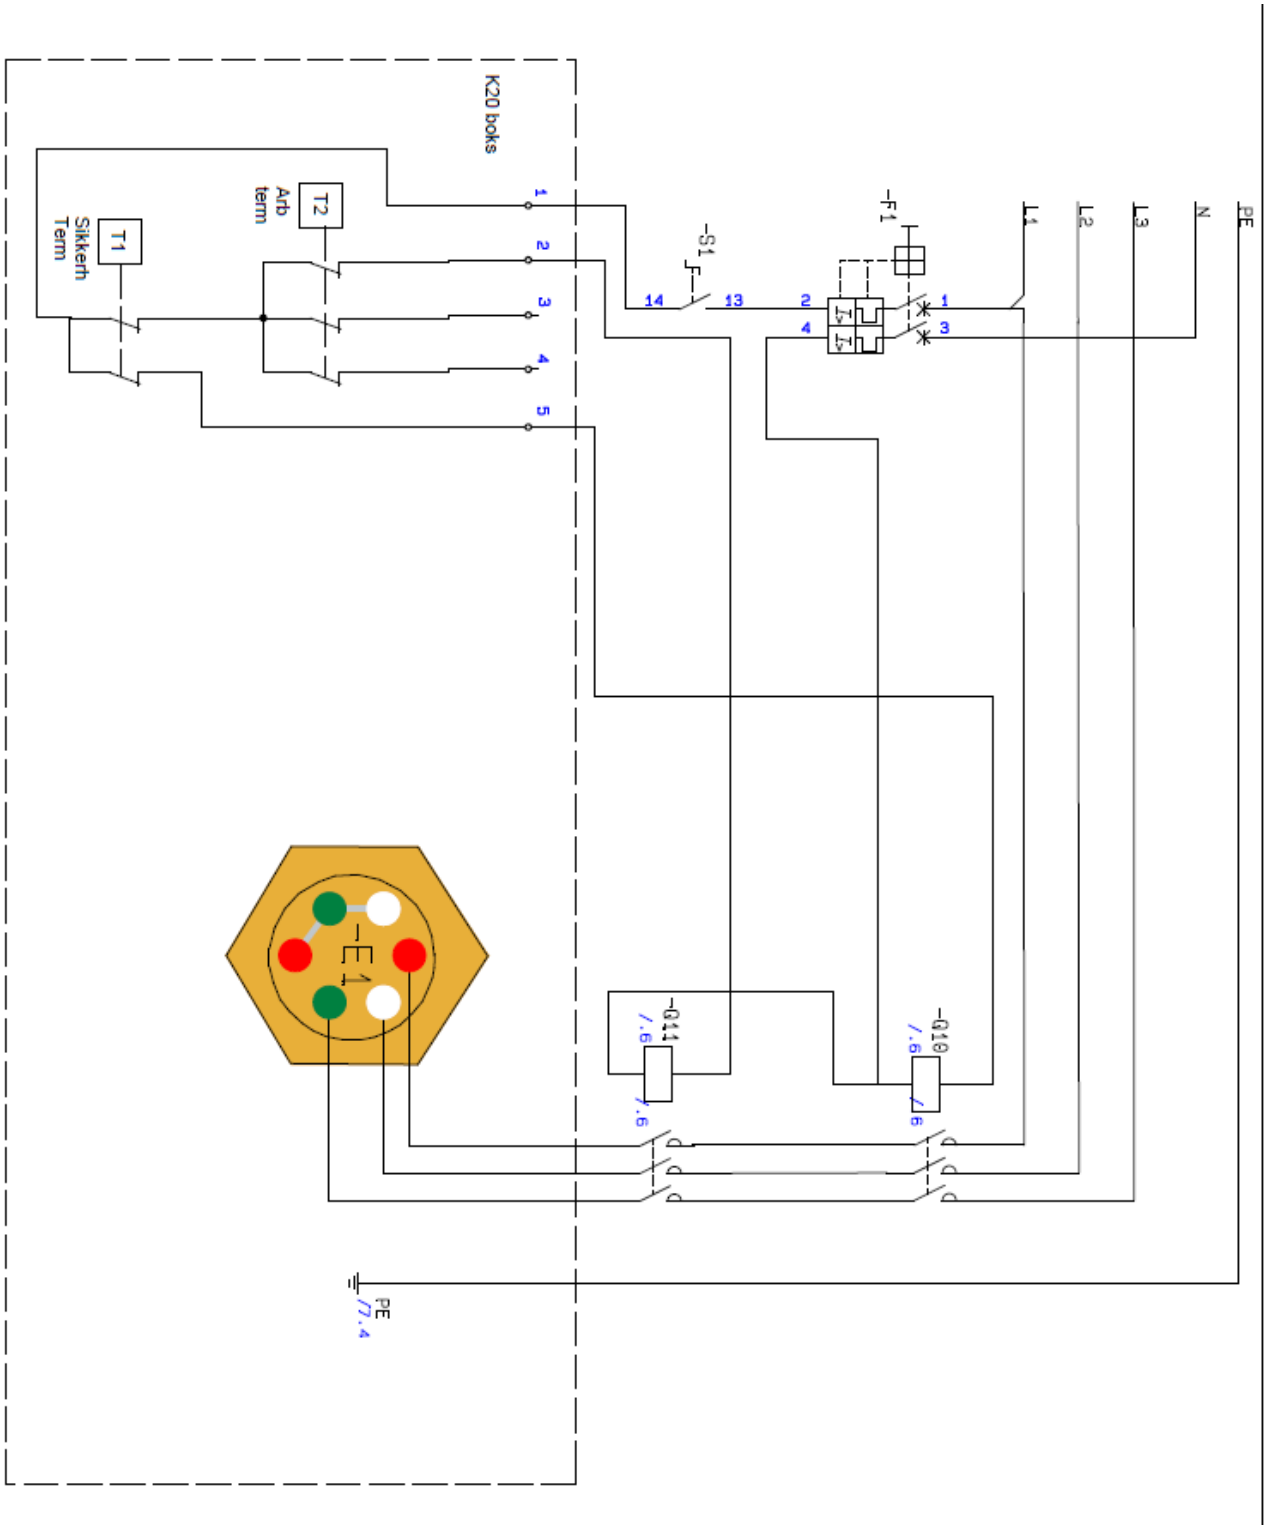 K20 boks
T2
Arb
term
T1
Sikkerh
Term
1
2
3
4
5
-S1
14
13
-F1
2
4
I>
I>
1
3
L1
L2
L3
N
PE
-E1
-Q11
/.6
/.6
-Q10
/.6
/.6
PE
/7.4